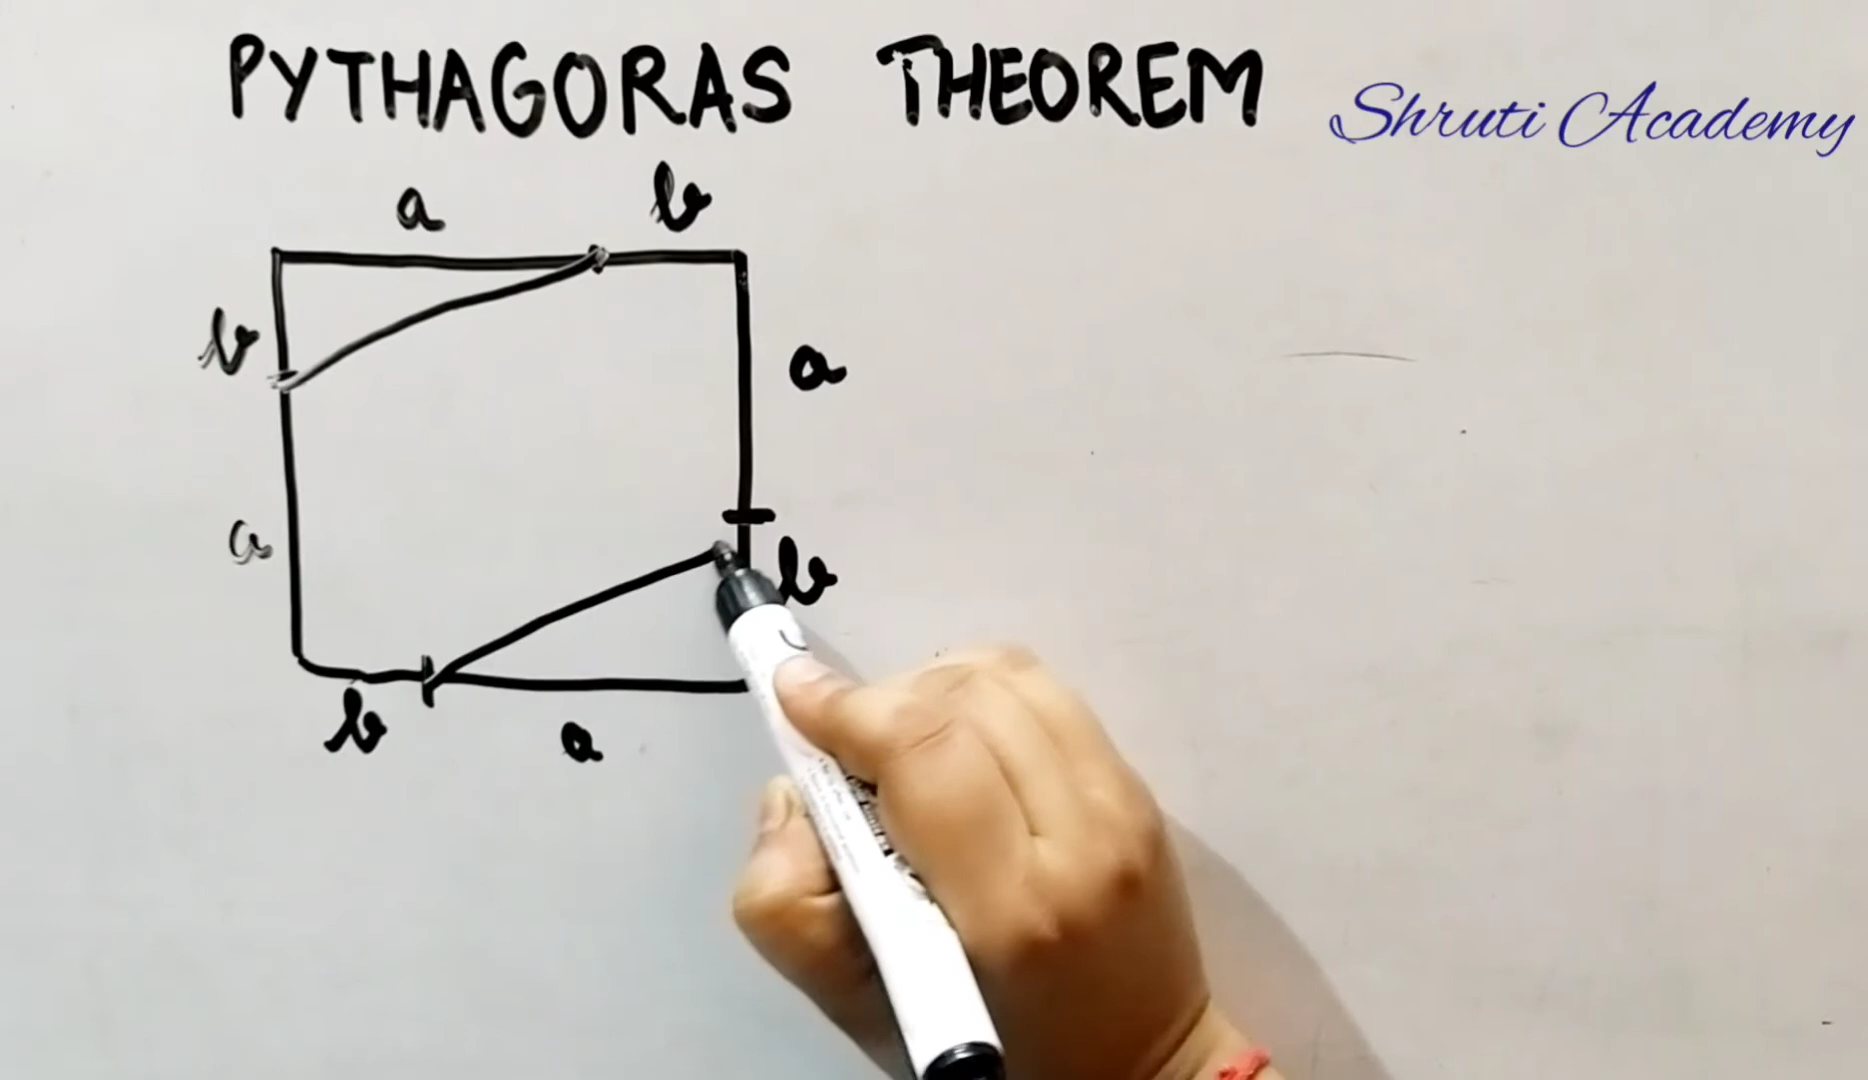 PYTHAGORAS THEOREM
Shruti Academy
a b
b
a
a
b
b a